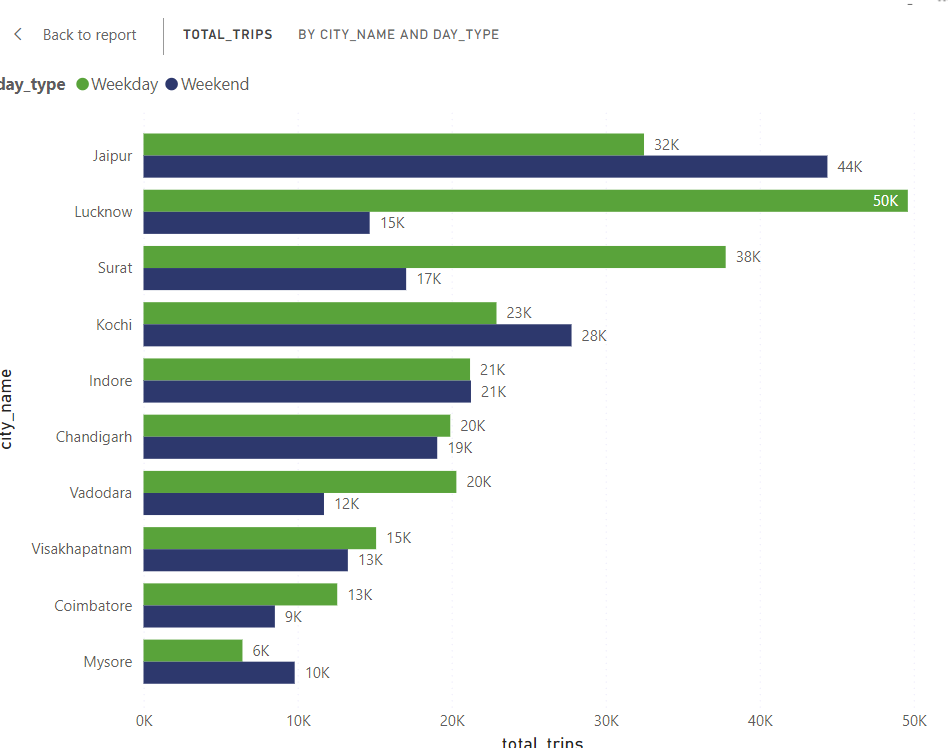 Back to report TOTAL_TRIPS BY CITY_NAME AND DAY_TYPE
day_type Weekday Weekend
Jaipur 32K
44K
Lucknow 50K
15K
Surat 38K
17K
Kochi 23K
28K
Indore 21K
21K
Chandigarh 20K
19K
Vadodara 20K
12K
Visakhapatnam 15K
13K
Coimbatore 13K
9K
Mysore 6K
10K
city_name
0K 10K 20K 30K 40K 50K
total_trips